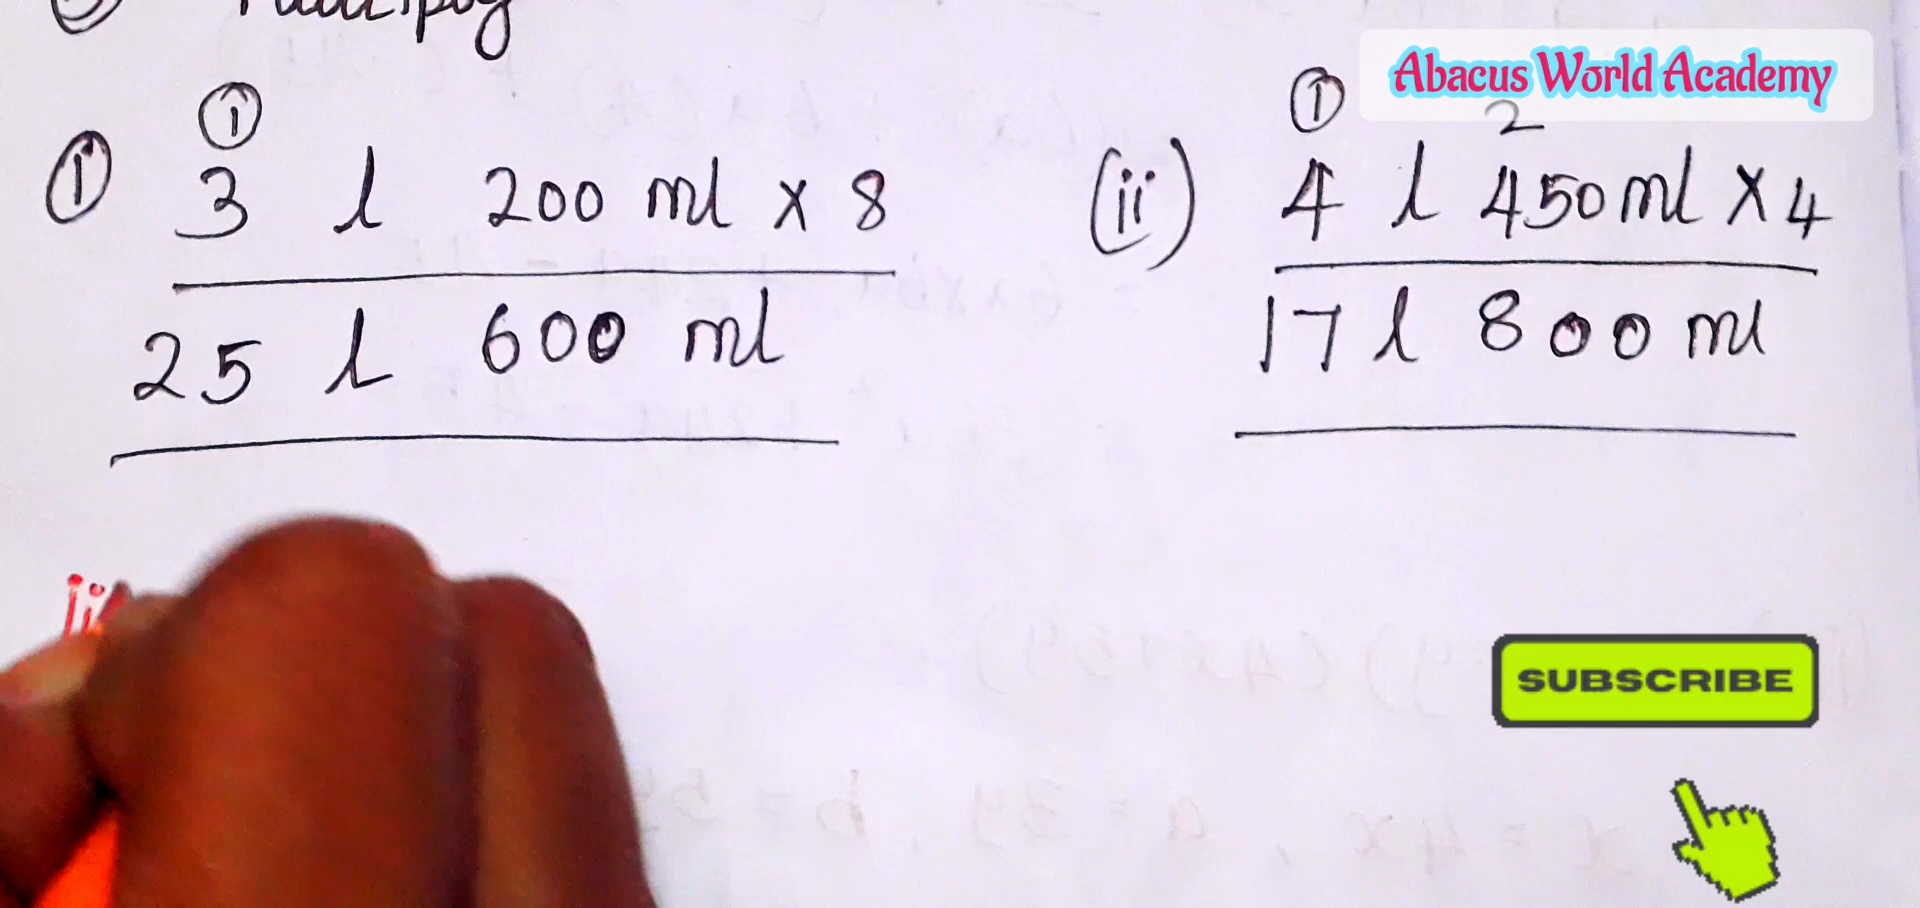 Multiply
Abacus World Academy
① ①
2
① 3 l 200 ml × 8 (ii) 4 l 450 ml × 4
25 l 600 ml 17 l 800 ml
SUBSCRIBE